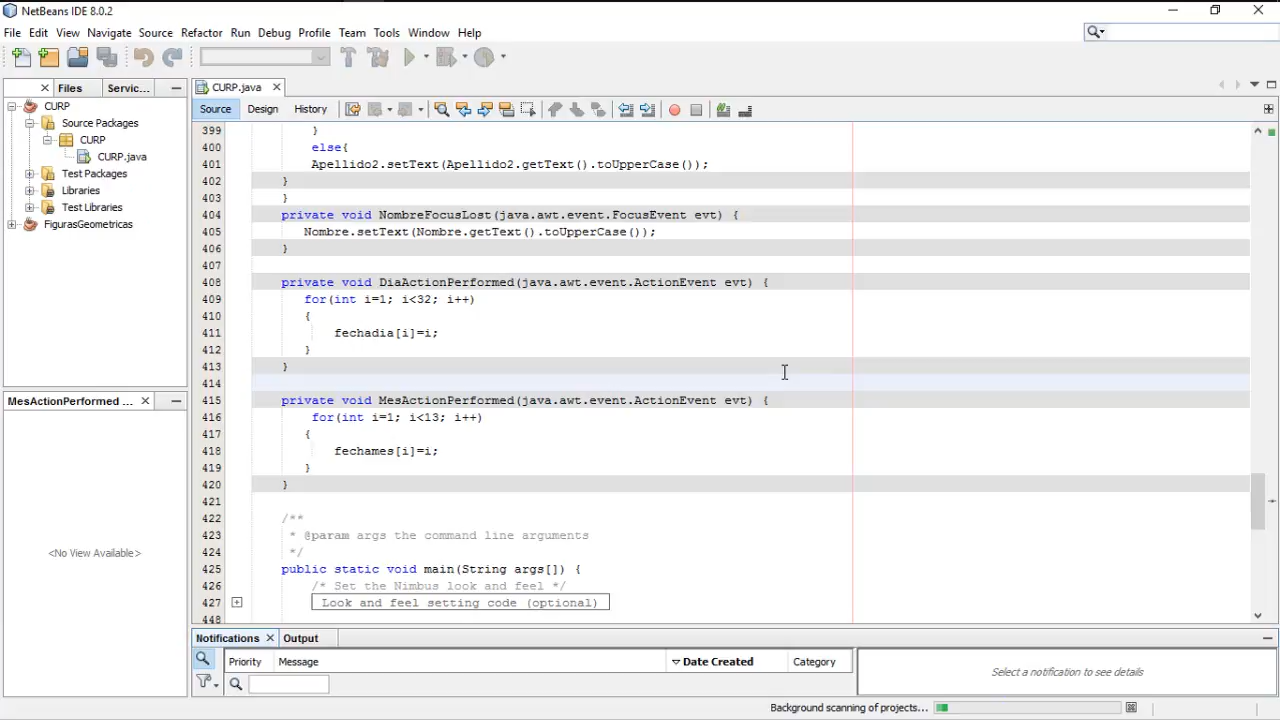 NetBeans IDE 8.0.2
File Edit View Navigate Source Refactor Run Debug Profile Team Tools Window Help
Files Servic...
CURP.java
CURP
Source Packages
CURP
CURP.java
Test Packages
Libraries
Test Libraries
FigurasGeometricas
Source Design History
399 }
400 else{
401 Apellido2.setText(Apellido2.getText().toUpperCase());
402 }
403 }
404 private void NombreFocusLost(java.awt.event.FocusEvent evt) {
405 Nombre.setText(Nombre.getText().toUpperCase());
406 }
407
408 private void DiaActionPerformed(java.awt.event.ActionEvent evt) {
409 for(int i=1; i<32; i++)
410 {
411 fechadia[i]=i;
412 }
413 }
414
415 private void MesActionPerformed(java.awt.event.ActionEvent evt) {
416 for(int i=1; i<13; i++)
417 {
418 fechames[i]=i;
419 }
420 }
421
422 /**
423 * @param args the command line arguments
424 */
425 public static void main(String args[]) {
426 /* Set the Nimbus look and feel */
427 Look and feel setting code (optional)
448
MesActionPerformed ...
<No View Available>
Notifications Output
Priority Message Date Created Category
Select a notification to see details
Background scanning of projects...